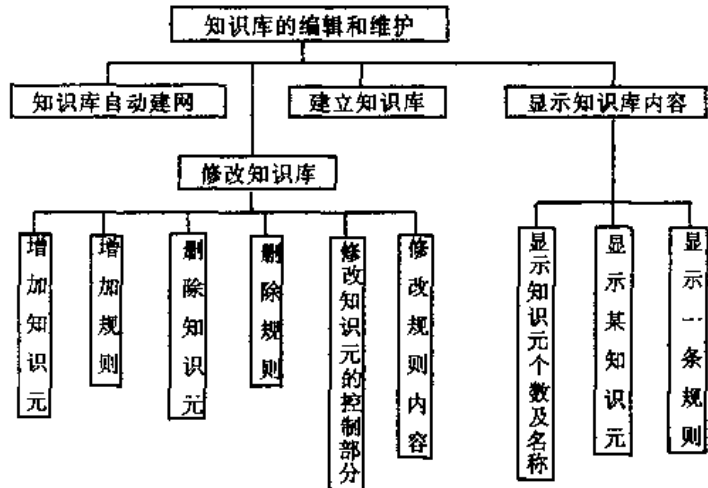 知识库的编辑和维护
知识库自动建网
建立知识库
显示知识库内容
修改知识库
增加知识元
增加规则
删除知识元
删除规则
修改知识元的控制部分
修改规则内容
显示知识元个数及名称
显示某知识元
显示一条规则